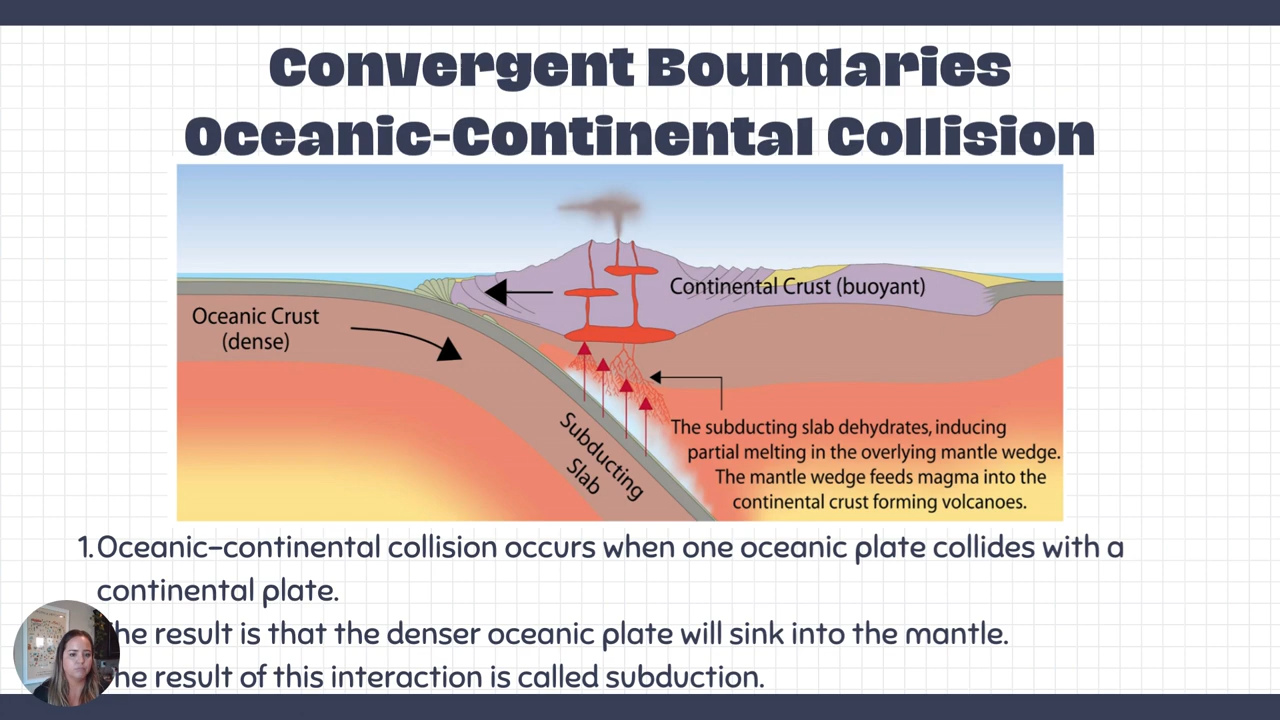 Convergent Boundaries
Oceanic-Continental Collision
Continental Crust (buoyant)
Oceanic Crust
(dense)
Subducting
Slab
The subducting slab dehydrates, inducing
partial melting in the overlying mantle wedge.
The mantle wedge feeds magma into the
continental crust forming volcanoes.
1. Oceanic-continental collision occurs when one oceanic plate collides with a
continental plate.
The result is that the denser oceanic plate will sink into the mantle.
The result of this interaction is called subduction.